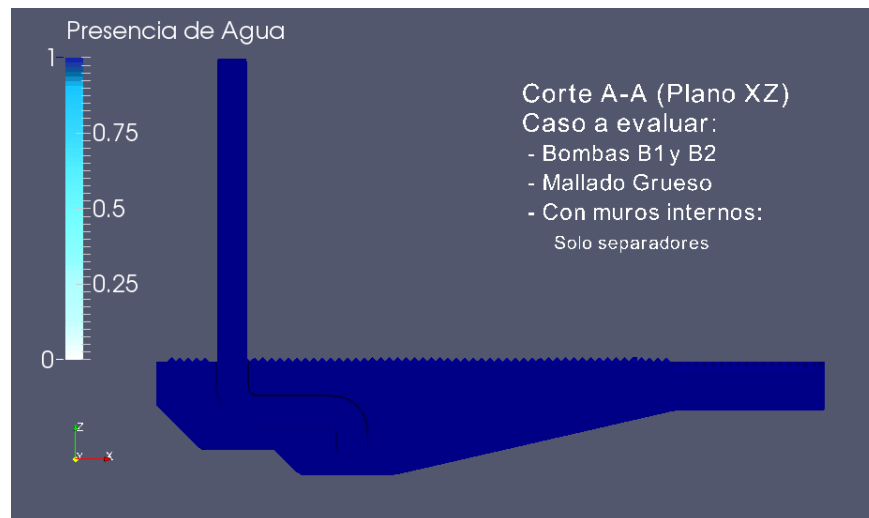 Presencia de Agua
1
0.75
0.5
0.25
0
Corte A-A (Plano XZ)
Caso a evaluar:
- Bombas B1 y B2
- Mallado Grueso
- Con muros internos:
Solo separadores
Z
Y
X